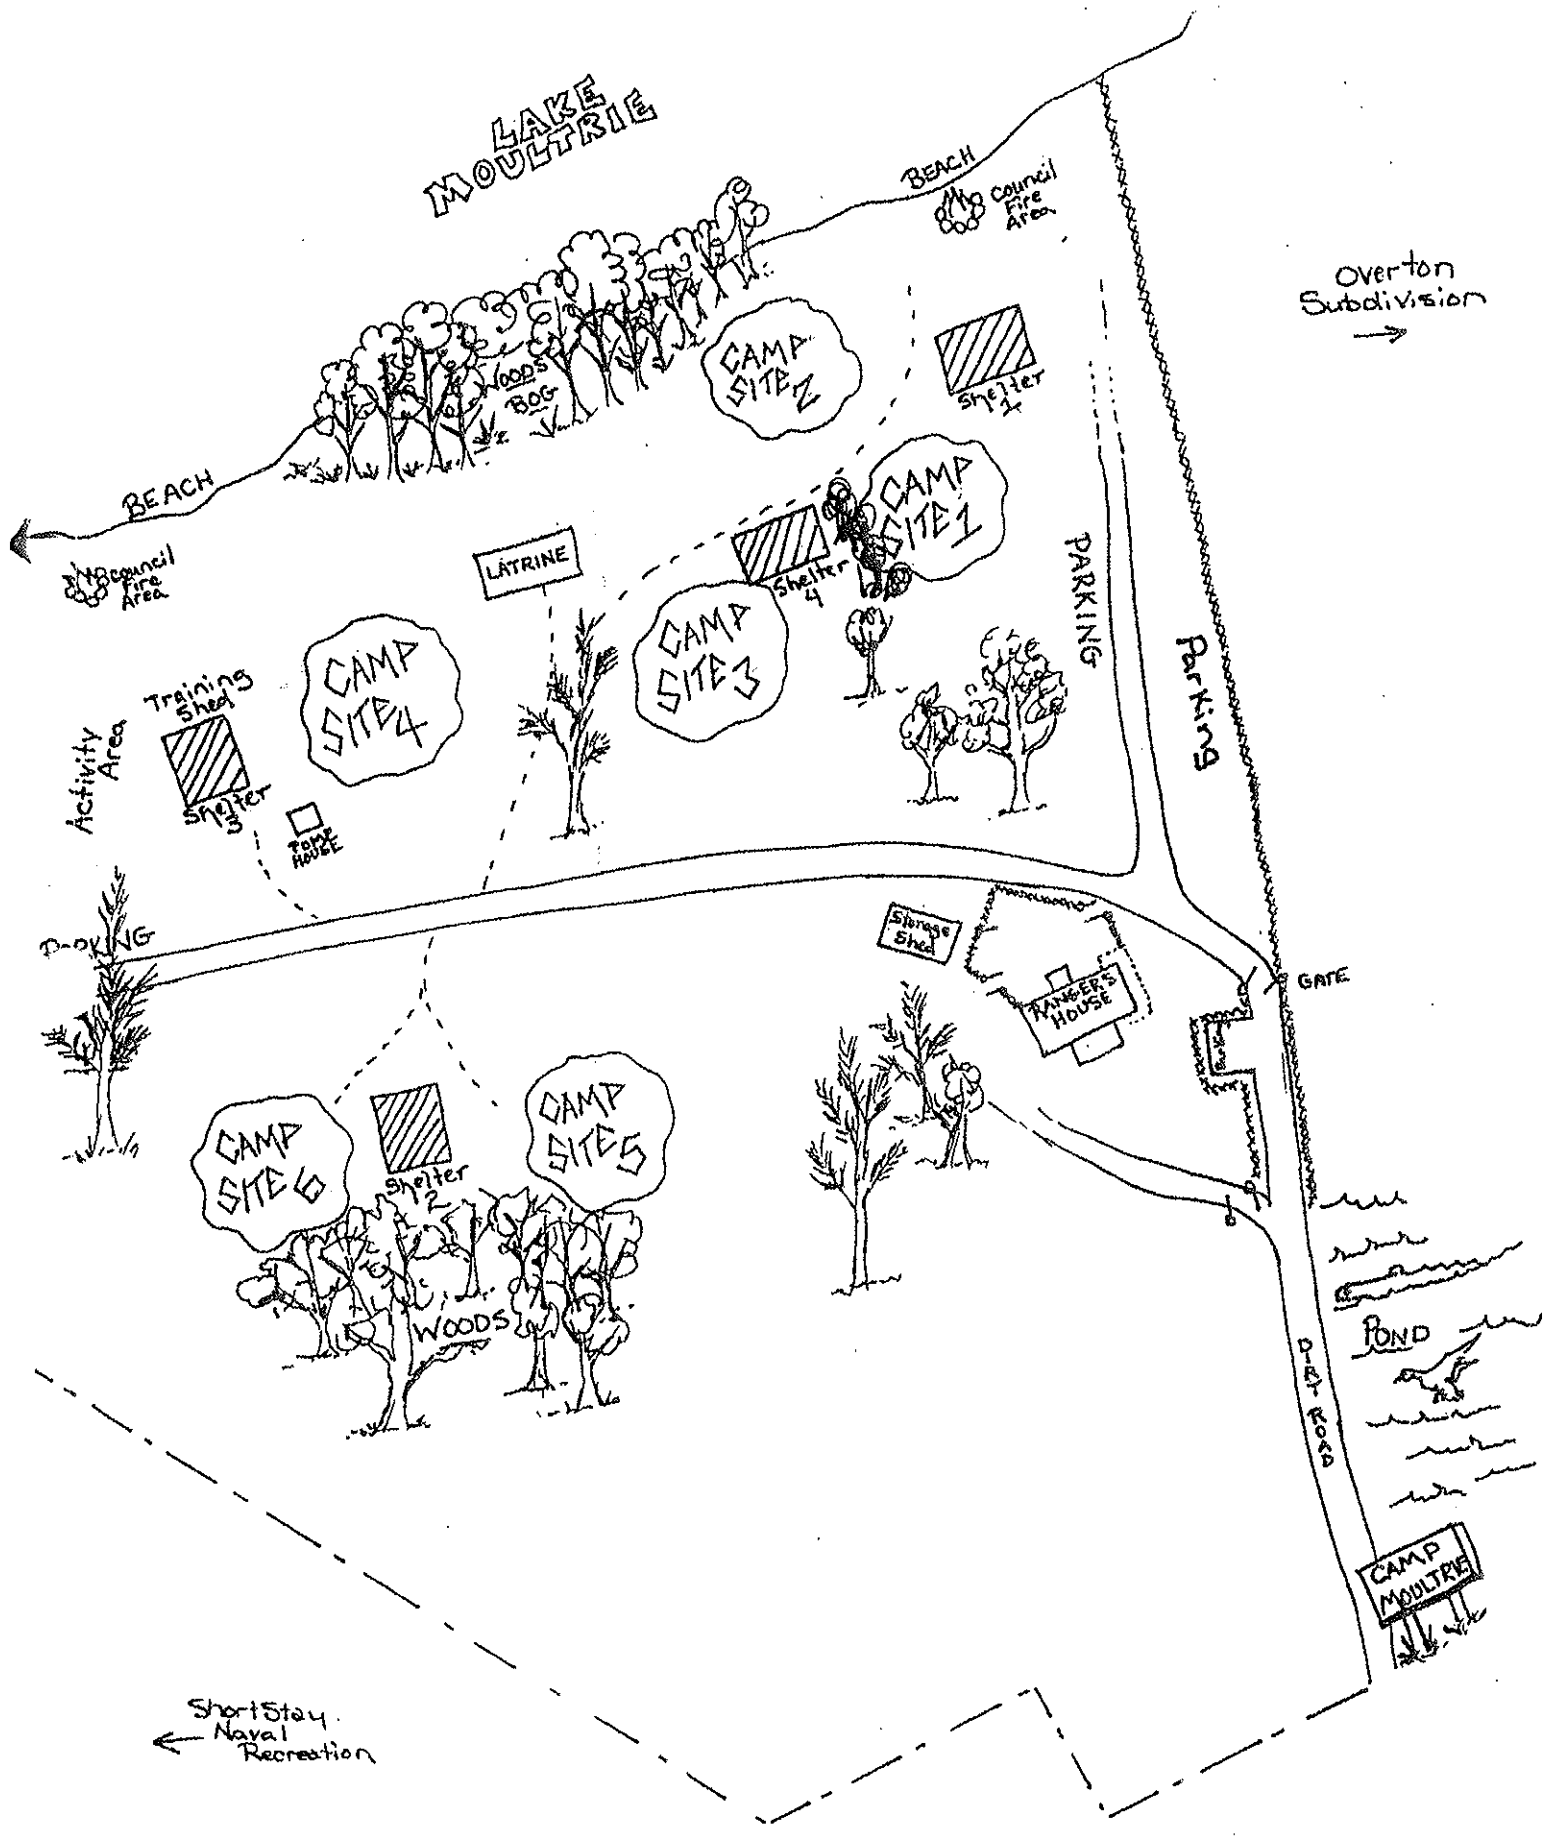 LAKE
MOULTRIE
BEACH
Council
Fire
Area
Overton
Subdivision
WOODS
BOG
CAMP
SITE 2
Shelter
1
BEACH
CAMP
SITE 1
Council
Fire
Area
LATRINE
Shelter
4
PARKING
CAMP
SITE 3
CAMP
SITE 4
Parking
Training
Shed
Activity
Area
Shelter
3
PUMP
HOUSE
Storage
Shed
RANGER'S
HOUSE
GATE
CAMP
SITE 5
CAMP
SITE 6
Shelter
2
WOODS
POND
DIRT ROAD
CAMP
MOULTRIE
Short Stay
Naval
Recreation